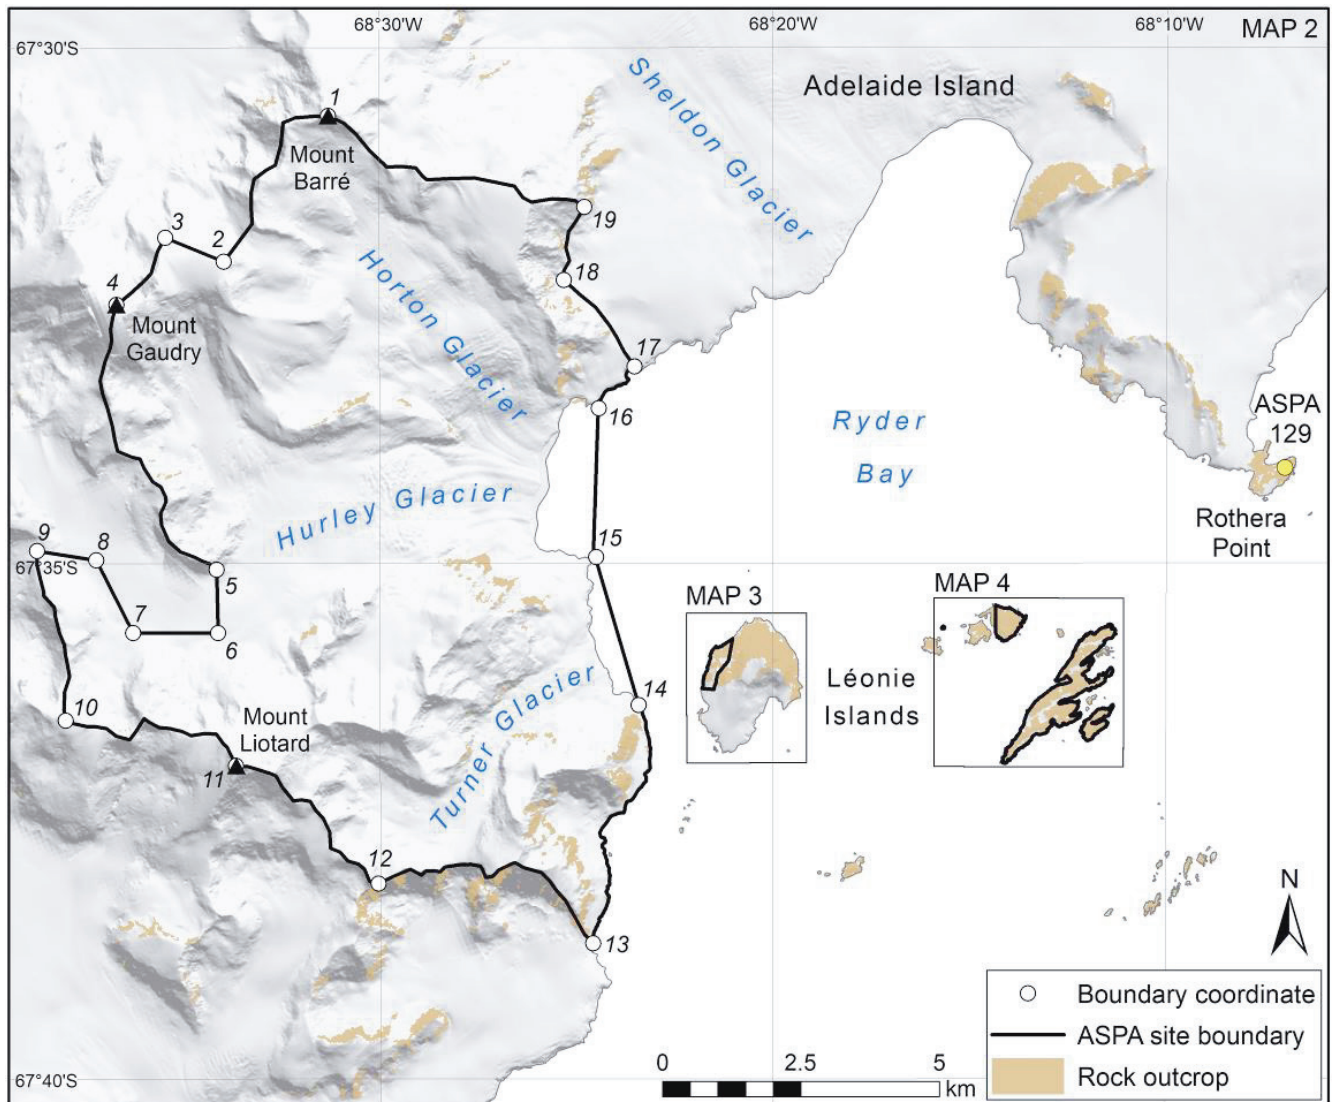 68°30'W
68°20'W
68°10'W
MAP 2
67°30'S
Adelaide Island
Sheldon Glacier
1
Mount
Barré
19
3
2
18
4
Mount
Gaudry
Horton Glacier
17
16
Ryder
Bay
ASPA
129
Rothera
Point
Hurley Glacier
9
8
15
67°35'S
5
7
6
MAP 3
MAP 4
Léonie
Islands
14
10
Mount
Liotard
11
Turner Glacier
12
13
N
Boundary coordinate
ASPA site boundary
Rock outcrop
0
2.5
5
km
67°40'S